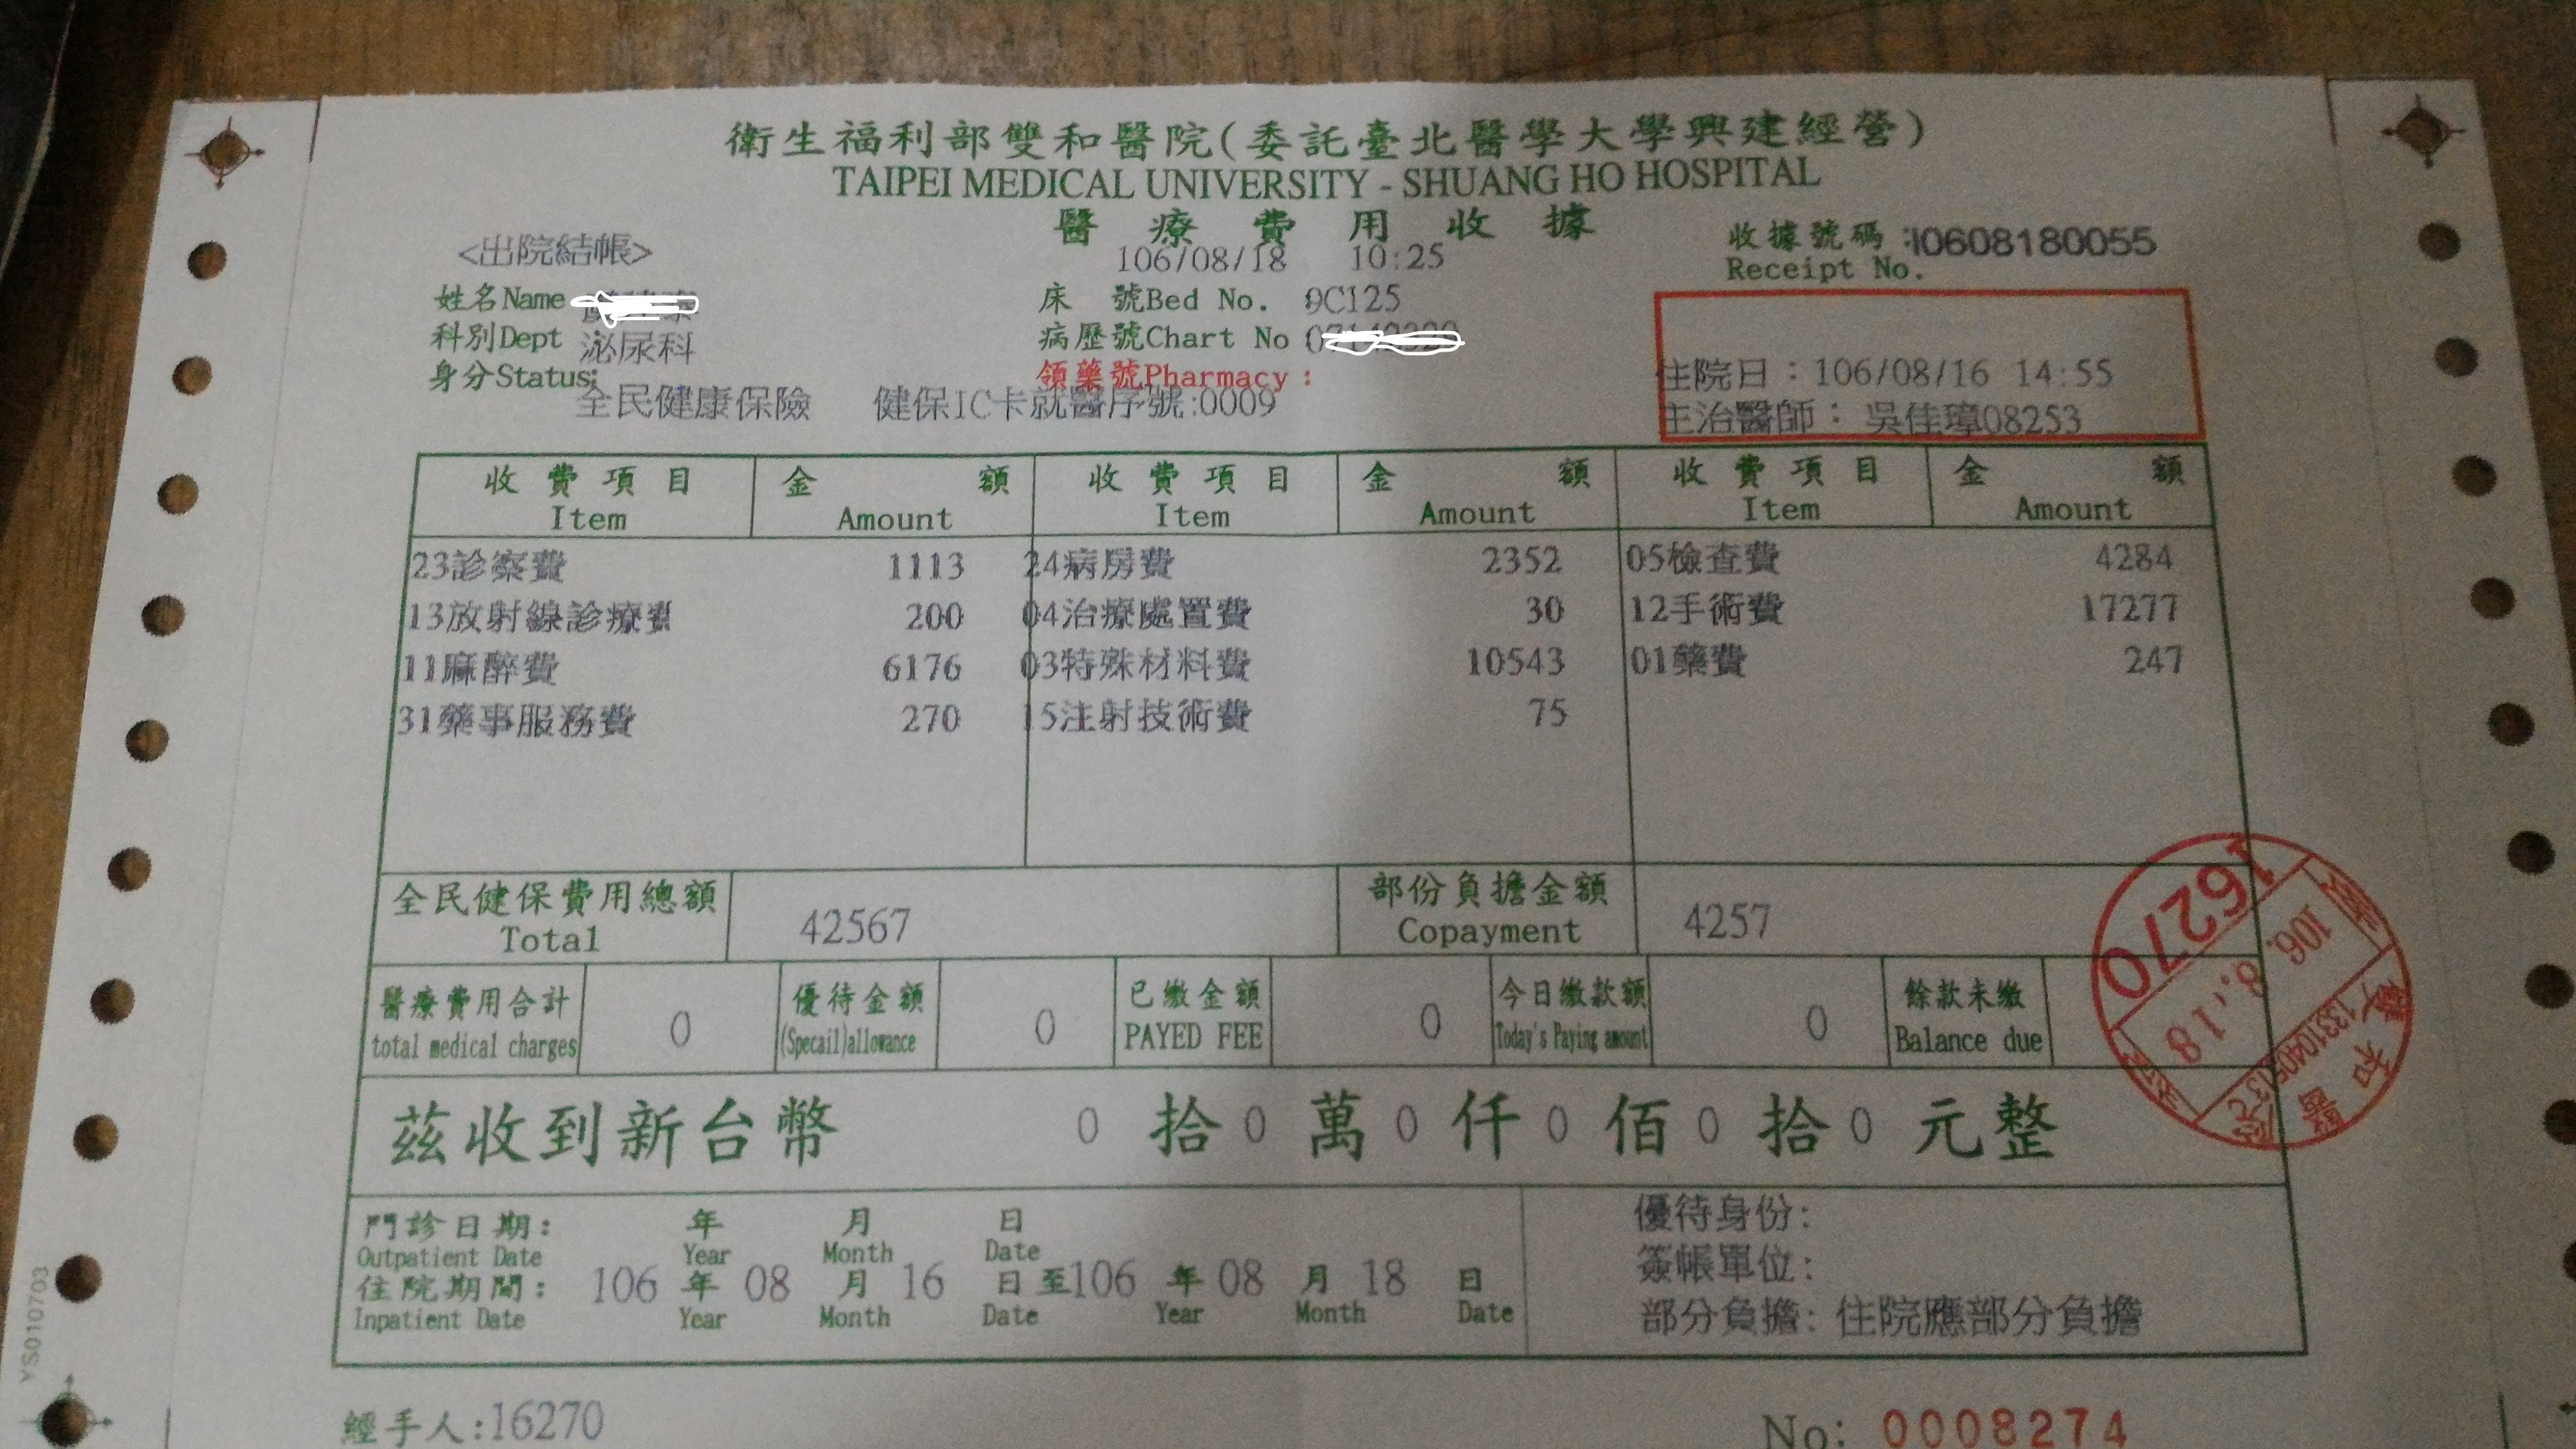 衛生福利部雙和醫院(委託臺北醫學大學興建經營)
TAIPEI MEDICAL UNIVERSITY - SHUANG HO HOSPITAL
醫療費用收據
<出院結帳> 106/08/18 10:25 收據號碼:I0608180055
Receipt No.
姓名Name 床號Bed No. 9C125
科別Dept 泌尿科 病歷號Chart No
身分Status: 領藥號Pharmacy:
全民健康保險 健保IC卡就醫序號:0009
住院日:106/08/16 14:55
主治醫師: 吳佳璋08253
收費項目 金額 收費項目 金額 收費項目 金額
Item Amount Item Amount Item Amount
23診察費 1113 24病房費 2352 05檢查費 4284
13放射線診療費 200 04治療處置費 30 12手術費 17277
11麻醉費 6176 03特殊材料費 10543 01藥費 247
31藥事服務費 270 15注射技術費 75
全民健保費用總額 42567 部份負擔金額 4257
Total Copayment
醫療費用合計 0 優待金額 0 已繳金額 0 今日繳款額 0 餘款未繳
total medical charges (Specail)allowance PAYED FEE Today's Paying amount Balance due
茲收到新台幣 0 拾 0 萬 0 仟 0 佰 0 拾 0 元整
門診日期: 年 月 日
Outpatient Date Year Month Date
住院期間: 106 年 08 月 16 日 至 106 年 08 月 18 日
Inpatient Date Year Month Date Year Month Date
優待身份:
簽帳單位:
部分負擔: 住院應部分負擔
16270
106. 8. 18
雙和醫院
經手人:16270
No: 0008274
YS010703